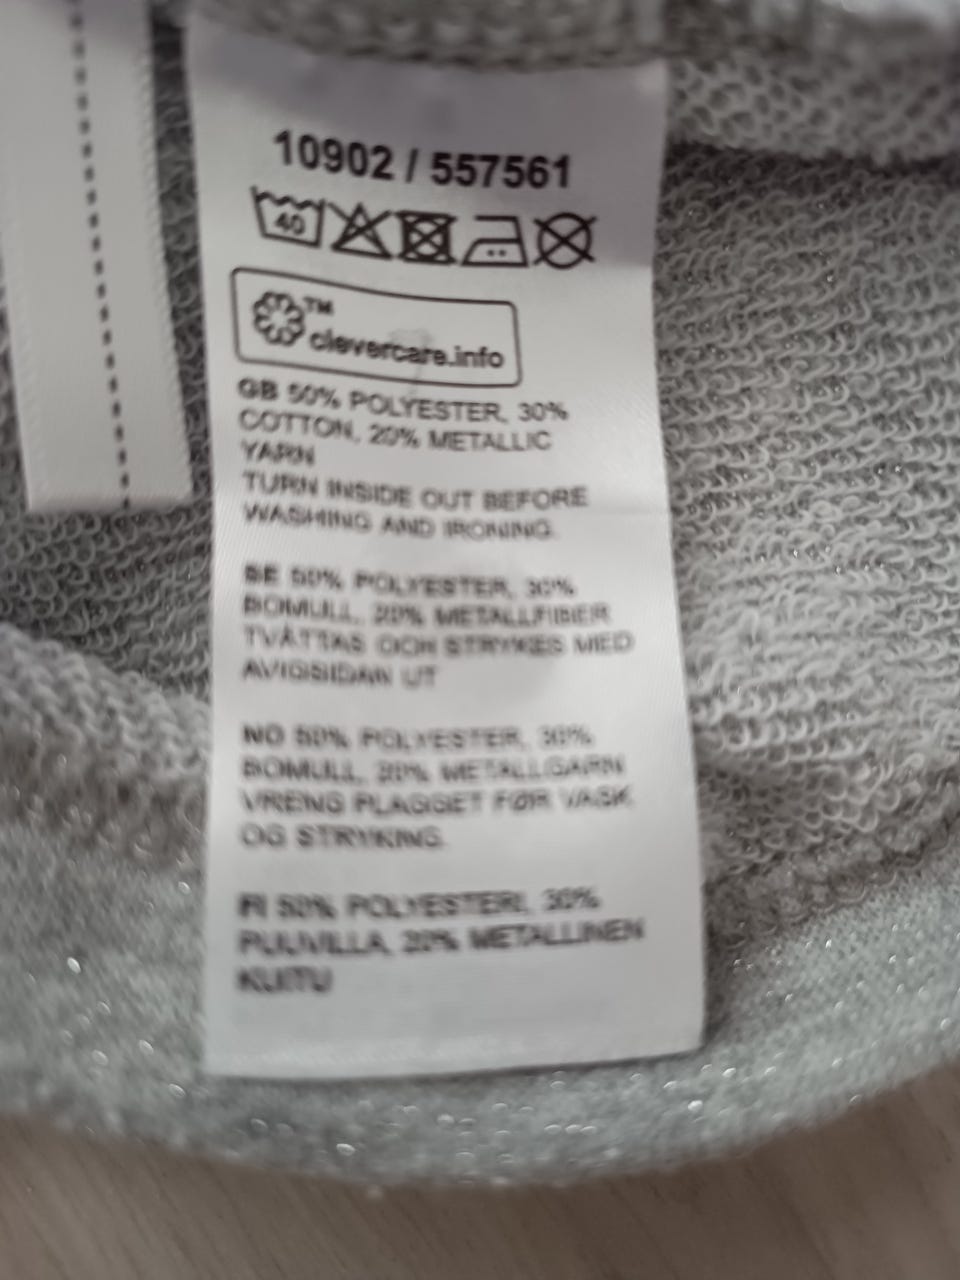 10902 / 557561
40
TM
clevercare.info
GB 50% POLYESTER, 30%
COTTON, 20% METALLIC
YARN
TURN INSIDE OUT BEFORE
WASHING AND IRONING.
SE 50% POLYESTER, 30%
BOMULL, 20% METALLFIBER
TVÄTTAS OCH STRYKES MED
AVIGSIDAN UT
NO 50% POLYESTER, 30%
BOMULL, 20% METALLGARN
VRENG PLAGGET FØR VASK
OG STRYKING.
FI 50% POLYESTERI, 30%
PUUVILLA, 20% METALLINEN
KUITU